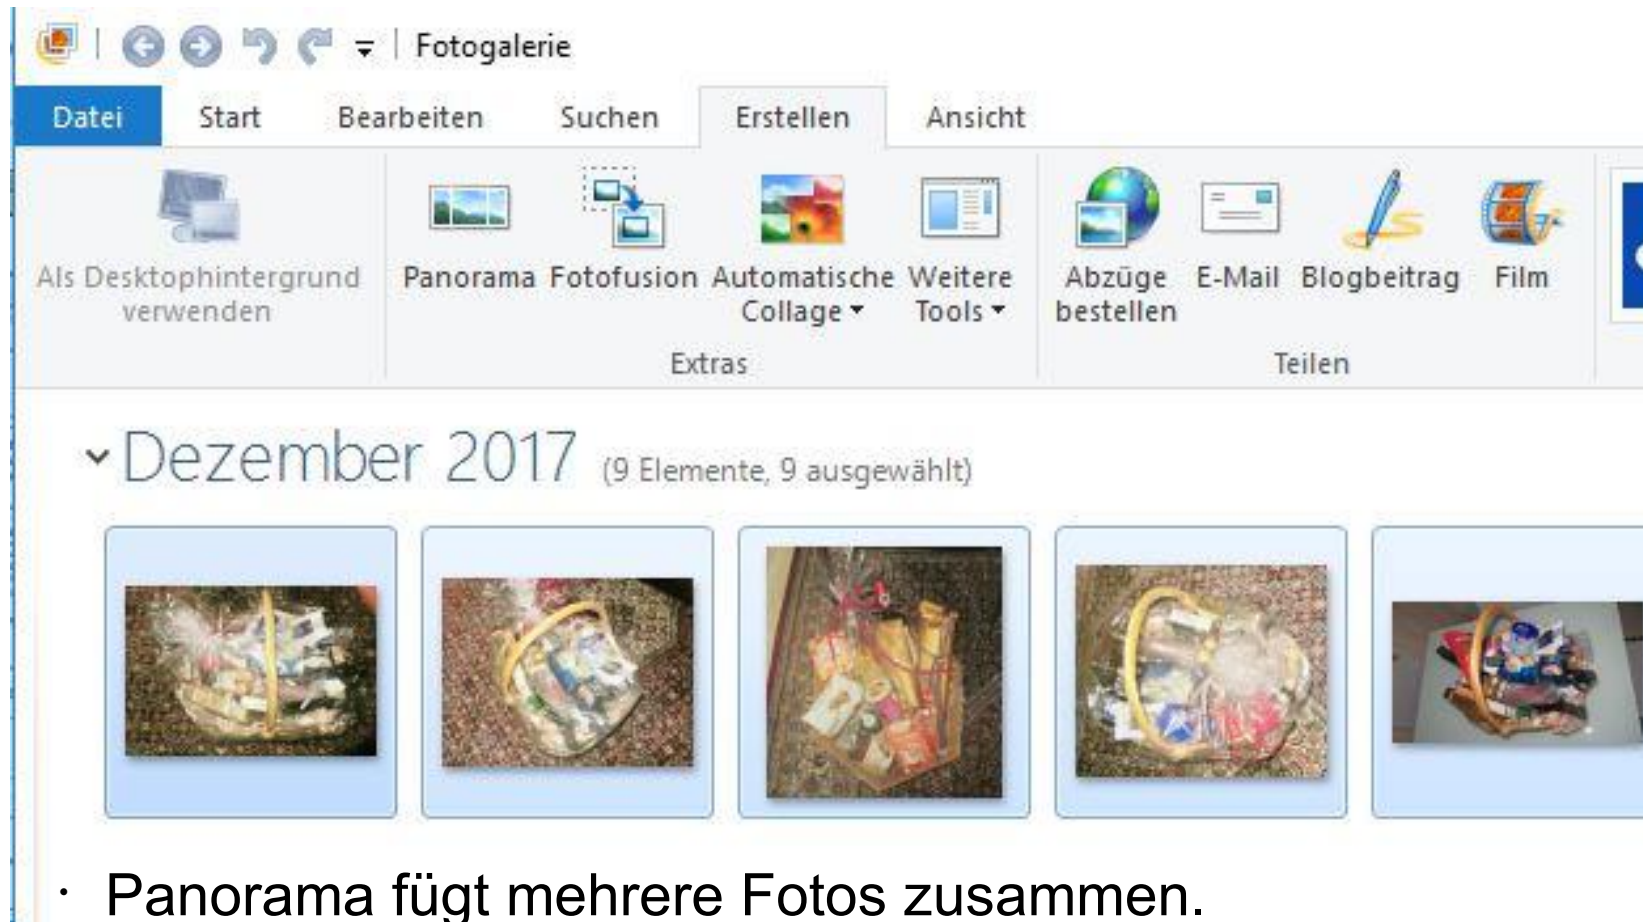 Fotogalerie
Datei Start Bearbeiten Suchen Erstellen Ansicht
Als Desktophintergrund
verwenden
Panorama Fotofusion Automatische
Collage Weitere
Tools
Extras
Abzüge
bestellen E-Mail Blogbeitrag Film
Teilen
Dezember 2017 (9 Elemente, 9 ausgewählt)
· Panorama fügt mehrere Fotos zusammen.